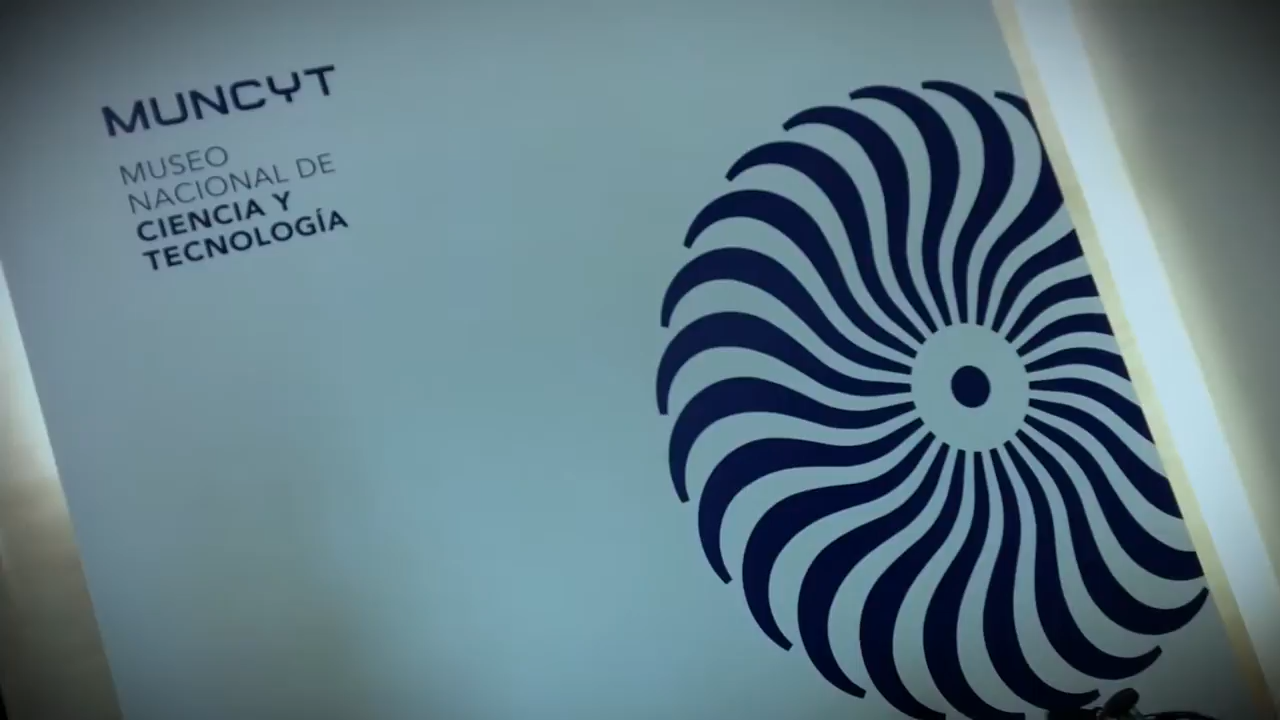 MUNCYT
MUSEO
NACIONAL DE
CIENCIA Y
TECNOLOGÍA